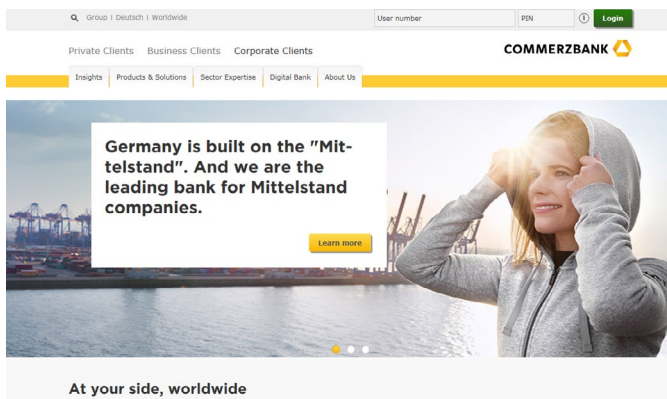 Group | Deutsch | Worldwide
User number
PIN
Login
Private Clients Business Clients Corporate Clients
COMMERZBANK
Insights Products & Solutions Sector Expertise Digital Bank About Us
Germany is built on the "Mit-
telstand". And we are the
leading bank for Mittelstand
companies.
Learn more
At your side, worldwide